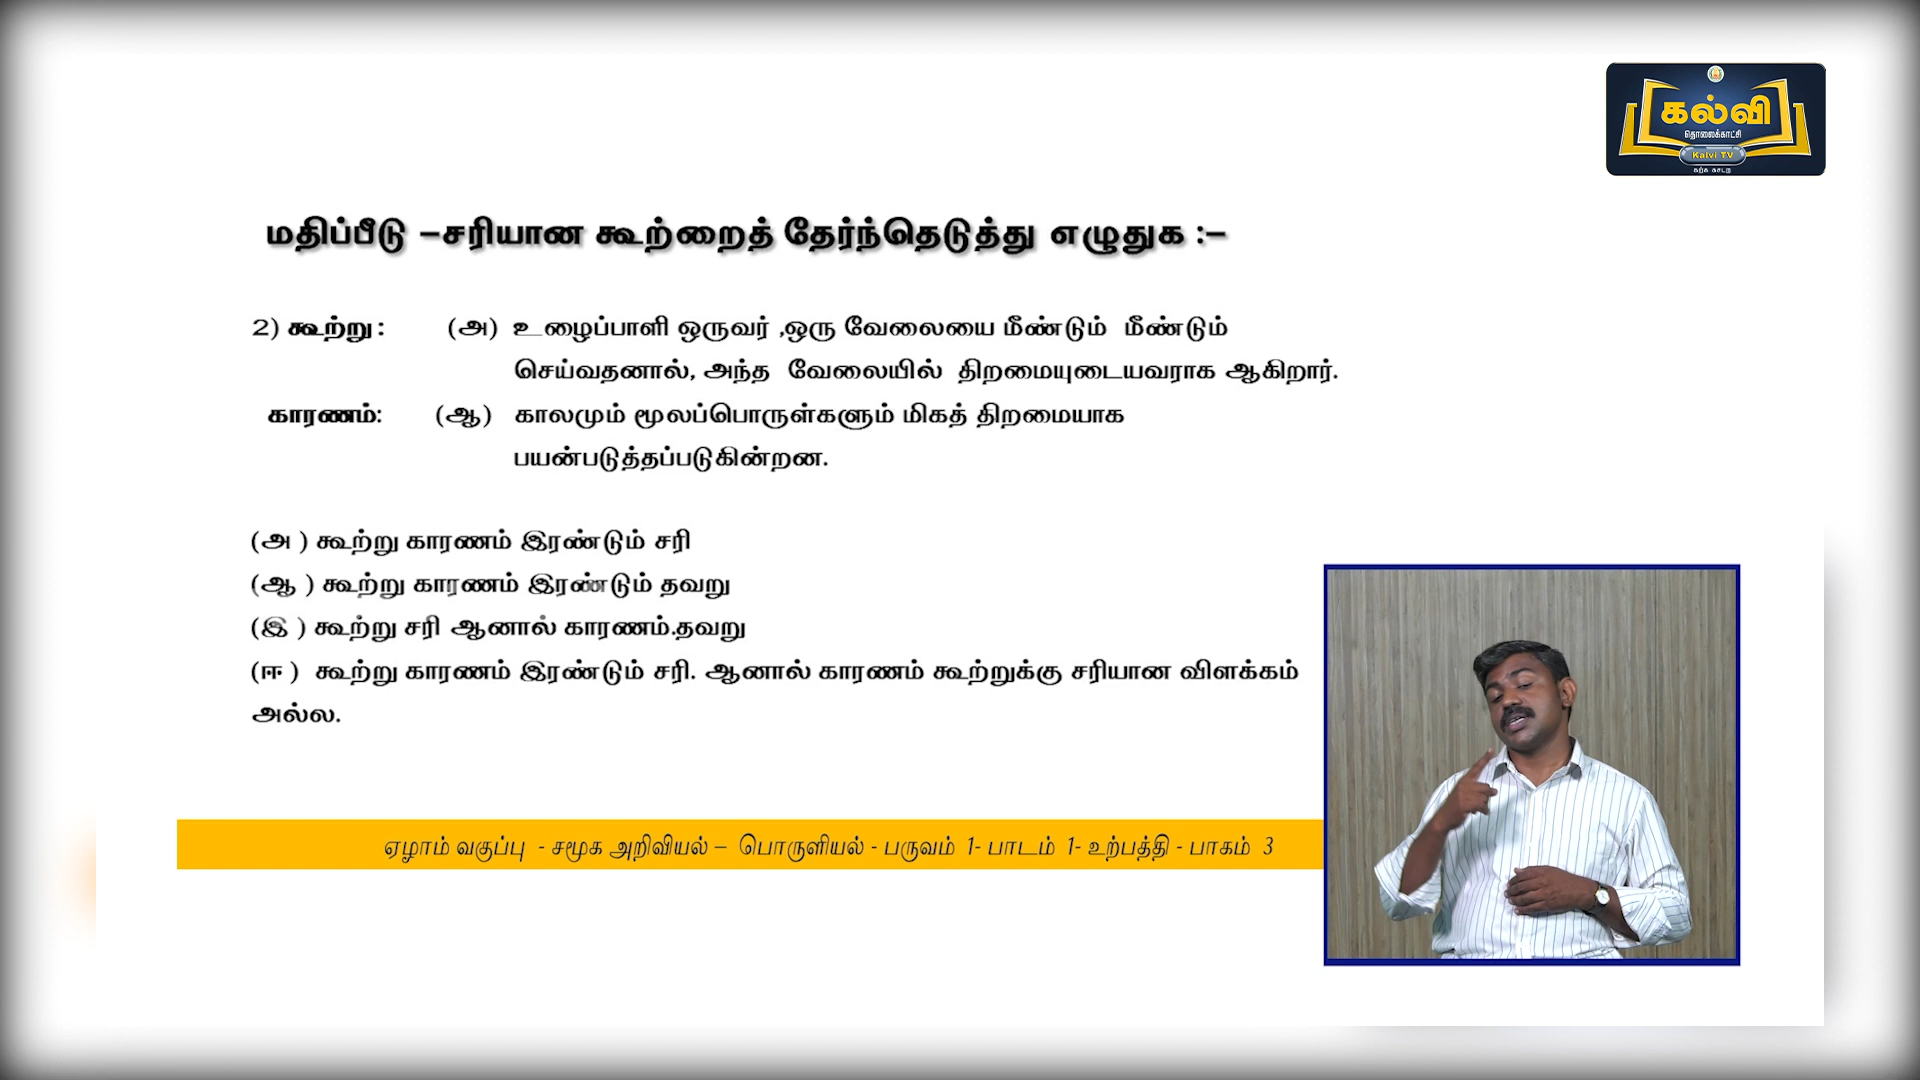 கல்வி
தொலைக்காட்சி
Kalvi TV
கற்க கசடற
மதிப்பீடு –சரியான கூற்றைத் தேர்ந்தெடுத்து எழுதுக :–
2) கூற்று : (அ) உழைப்பாளி ஒருவர் ,ஒரு வேலையை மீண்டும் மீண்டும்
செய்வதனால், அந்த வேலையில் திறமையுடையவராக ஆகிறார்.
காரணம்: (ஆ) காலமும் மூலப்பொருள்களும் மிகத் திறமையாக
பயன்படுத்தப்படுகின்றன.
(அ ) கூற்று காரணம் இரண்டும் சரி
(ஆ ) கூற்று காரணம் இரண்டும் தவறு
(இ ) கூற்று சரி ஆனால் காரணம்.தவறு
(ஈ ) கூற்று காரணம் இரண்டும் சரி. ஆனால் காரணம் கூற்றுக்கு சரியான விளக்கம்
அல்ல.
ஏழாம் வகுப்பு - சமூக அறிவியல் – பொருளியல் - பருவம் 1- பாடம் 1- உற்பத்தி - பாகம் 3